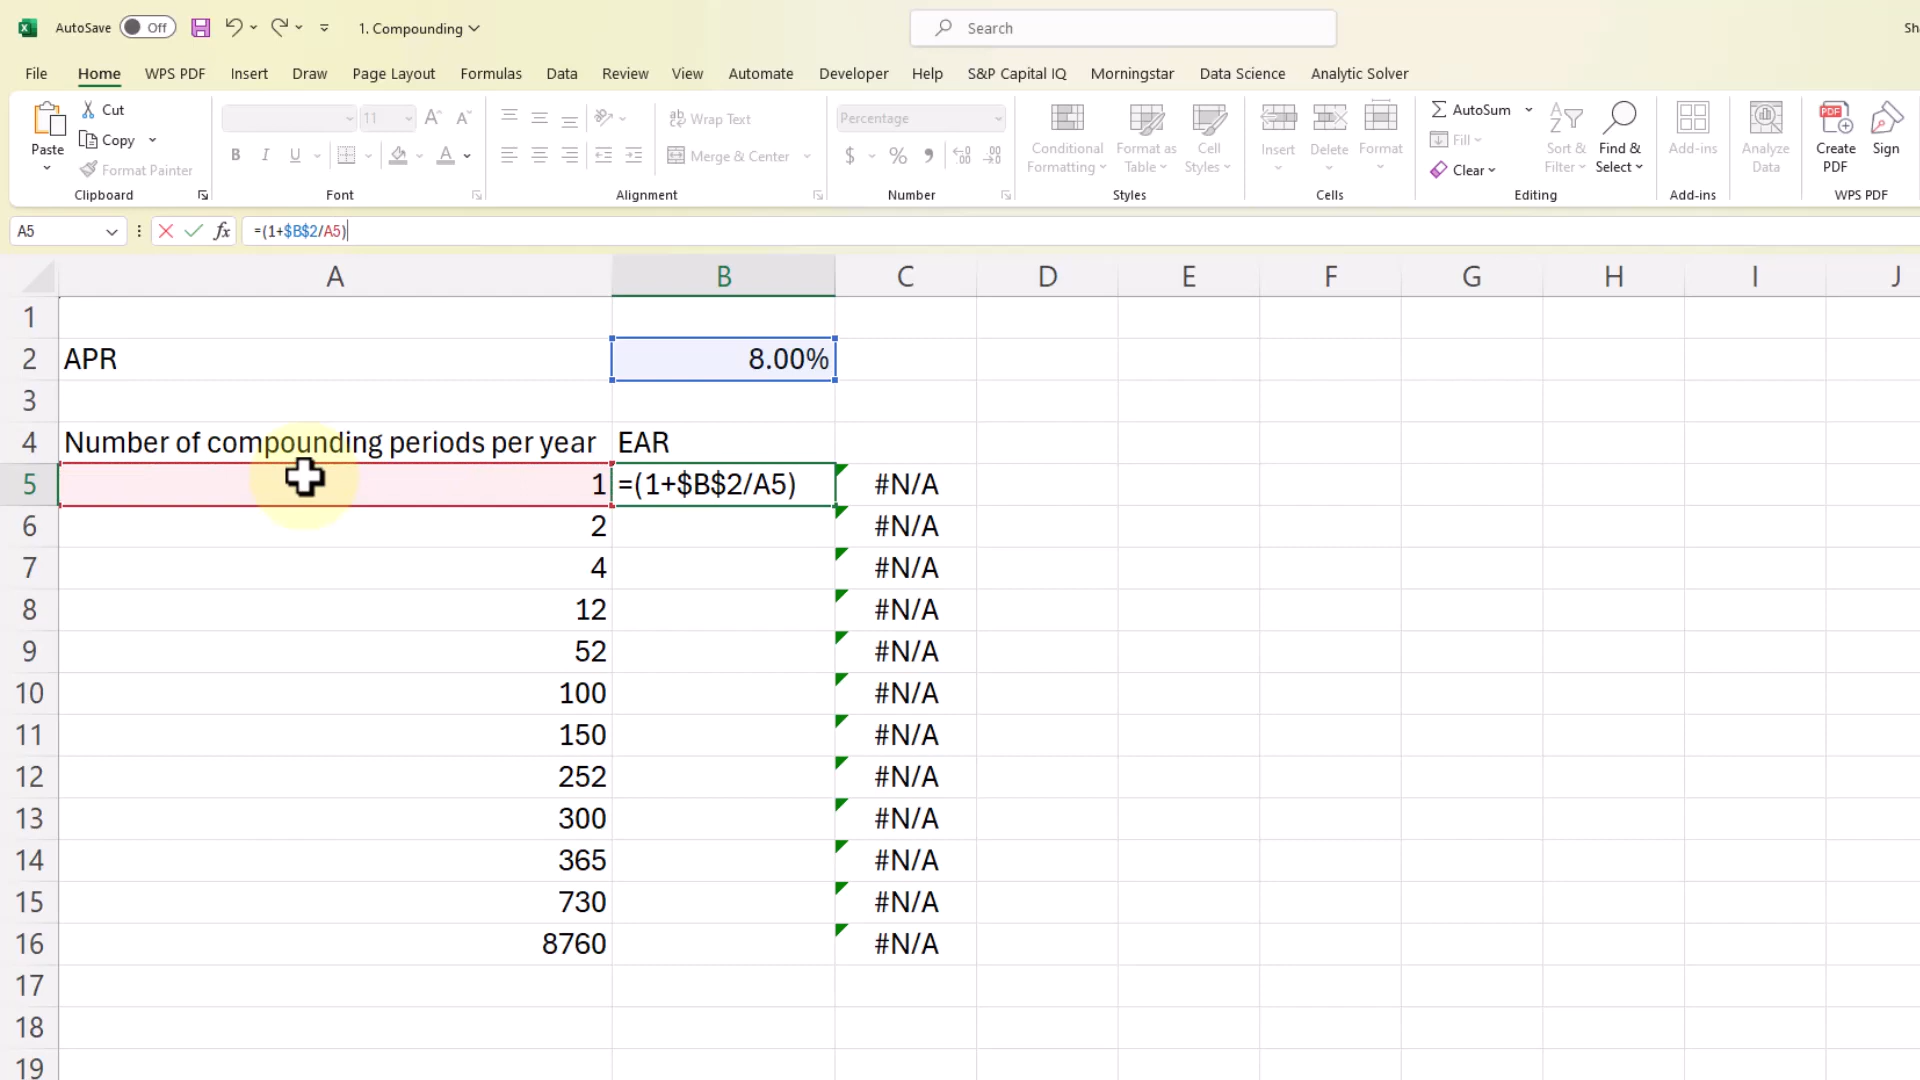 AutoSave Off 1. Compounding Search Sh
File Home WPS PDF Insert Draw Page Layout Formulas Data Review View Automate Developer Help S&P Capital IQ Morningstar Data Science Analytic Solver
Paste Cut Copy Format Painter
Clipboard
11
Font
Wrap Text
Merge & Center
Alignment
Percentage
Number
Conditional Formatting
Format as Table
Cell Styles
Styles
Insert Delete Format
Cells
AutoSum
Fill
Clear
Sort & Filter
Find & Select
Editing
Add-ins
Add-ins
Analyze Data
Create PDF
Sign
WPS PDF
A5 fx =(1+$B$2/A5)
A B C D E F G H I J
1
2 APR 8.00%
3
4 Number of compounding periods per year EAR
5 1 =(1+$B$2/A5) #N/A
6 2 #N/A
7 4 #N/A
8 12 #N/A
9 52 #N/A
10 100 #N/A
11 150 #N/A
12 252 #N/A
13 300 #N/A
14 365 #N/A
15 730 #N/A
16 8760 #N/A
17
18
19